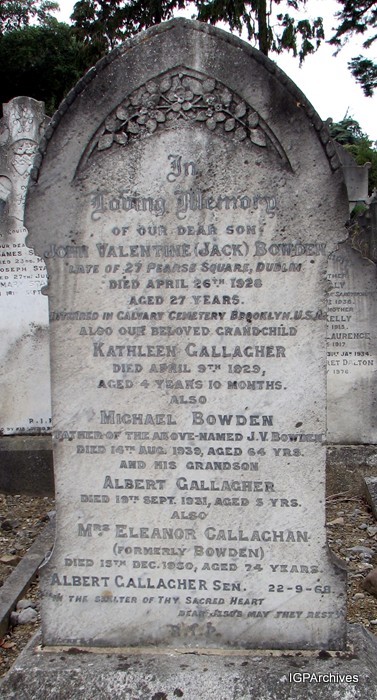 In
Loving Memory
OF OUR DEAR SON
JOHN VALENTINE (JACK) BOWDEN
LATE OF 27 PEARSE SQUARE, DUBLIN
DIED APRIL 26TH 1928
AGED 27 YEARS.
INTERRED IN CALVARY CEMETERY BROOKLYN. U.S.A.
ALSO OUR BELOVED GRANDCHILD
KATHLEEN GALLAGHER
DIED APRIL 9TH 1929,
AGED 4 YEARS 10 MONTHS.
ALSO
MICHAEL BOWDEN
FATHER OF THE ABOVE-NAMED J.V. BOWDEN
DIED 14TH AUG. 1939, AGED 64 YRS.
AND HIS GRANDSON
ALBERT GALLAGHER
DIED 19TH SEPT. 1931, AGED 5 YRS.
ALSO
MRS ELEANOR CALLAGHAN
(FORMERLY BOWDEN)
DIED 15TH DEC. 1950, AGED 74 YEARS.
ALBERT GALLAGHER SEN. 22-9-68
IN THE SHELTER OF THY SACRED HEART
DEAR JESUS MAY THEY REST
R.I.P.
IGPArchives